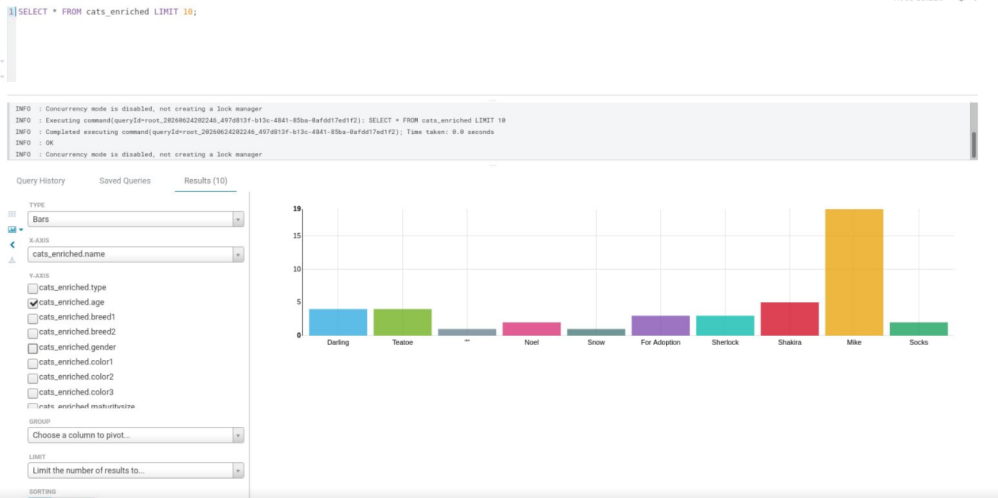 1 SELECT * FROM cats_enriched LIMIT 10;
INFO : Concurrency mode is disabled, not creating a lock manager
INFO : Executing command(queryId=root_20260624202246_497d813f-b13c-4841-85ba-0afdd17ed1f2): SELECT * FROM cats_enriched LIMIT 10
INFO : Completed executing command(queryId=root_20260624202246_497d813f-b13c-4841-85ba-0afdd17ed1f2); Time taken: 0.0 seconds
INFO : OK
INFO : Concurrency mode is disabled, not creating a lock manager
Query History Saved Queries Results (10)
TYPE
Bars
X-AXIS
cats_enriched.name
Y-AXIS
cats_enriched.type
cats_enriched.age
cats_enriched.breed1
cats_enriched.breed2
cats_enriched.gender
cats_enriched.color1
cats_enriched.color2
cats_enriched.color3
cats_enriched.maturitysize
GROUP
Choose a column to pivot...
LIMIT
Limit the number of results to...
SORTING
19
15
10
5
0
Darling Teatoe "" Noel Snow For Adoption Sherlock Shakira Mike Socks